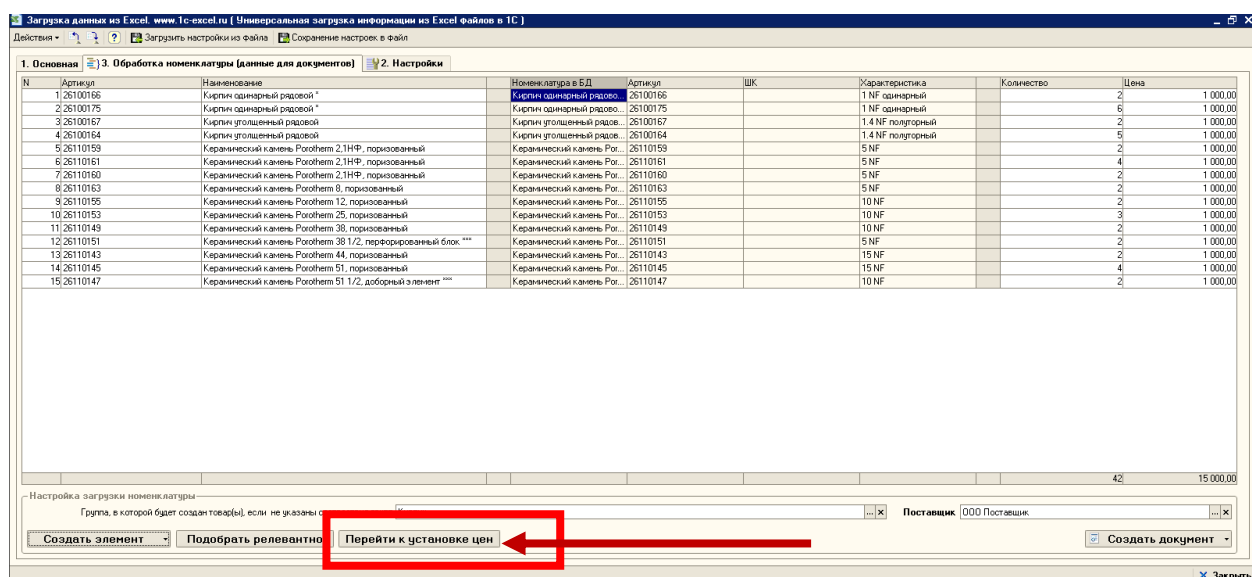 Загрузка данных из Excel. www.1c-excel.ru ( Универсальная загрузка информации из Excel файлов в 1С )
Действия Загрузить настройки из файла Сохранение настроек в файл
1. Основная 3. Обработка номенклатуры (данные для документов) 2. Настройки
N Артикул Наименование Номенклатура в БД Артикул ШК Характеристика Количество Цена
1 26100166 Кирпич одинарный рядовой * Кирпич одинарный рядово... 26100166 1 NF одинарный 2 1 000,00
2 26100175 Кирпич одинарный рядовой * Кирпич одинарный рядово... 26100175 1 NF одинарный 6 1 000,00
3 26100167 Кирпич утолщенный рядовой Кирпич утолщенный рядов... 26100167 1.4 NF полуторный 2 1 000,00
4 26100164 Кирпич утолщенный рядовой Кирпич утолщенный рядов... 26100164 1.4 NF полуторный 5 1 000,00
5 26110159 Керамический камень Porotherm 2,1НФ, поризованный Керамический камень Por... 26110159 5 NF 2 1 000,00
6 26110161 Керамический камень Porotherm 2,1НФ, поризованный Керамический камень Por... 26110161 5 NF 4 1 000,00
7 26110160 Керамический камень Porotherm 2,1НФ, поризованный Керамический камень Por... 26110160 5 NF 2 1 000,00
8 26110163 Керамический камень Porotherm 8, поризованный Керамический камень Por... 26110163 5 NF 2 1 000,00
9 26110155 Керамический камень Porotherm 12, поризованный Керамический камень Por... 26110155 10 NF 2 1 000,00
10 26110153 Керамический камень Porotherm 25, поризованный Керамический камень Por... 26110153 10 NF 3 1 000,00
11 26110149 Керамический камень Porotherm 38, поризованный Керамический камень Por... 26110149 10 NF 2 1 000,00
12 26110151 Керамический камень Porotherm 38 1/2, перфорированный блок *** Керамический камень Por... 26110151 5 NF 2 1 000,00
13 26110143 Керамический камень Porotherm 44, поризованный Керамический камень Por... 26110143 15 NF 2 1 000,00
14 26110145 Керамический камень Porotherm 51, поризованный Керамический камень Por... 26110145 15 NF 4 1 000,00
15 26110147 Керамический камень Porotherm 51 1/2, доборный элемент *** Керамический камень Por... 26110147 10 NF 2 1 000,00
42 15 000,00
Настройка загрузки номенклатуры
Группа, в которой будет создан товар(ы), если не указаны ... × Поставщик ООО Поставщик ... ×
Создать элемент Подобрать релевантно Перейти к установке цен Создать документ
Закрыть